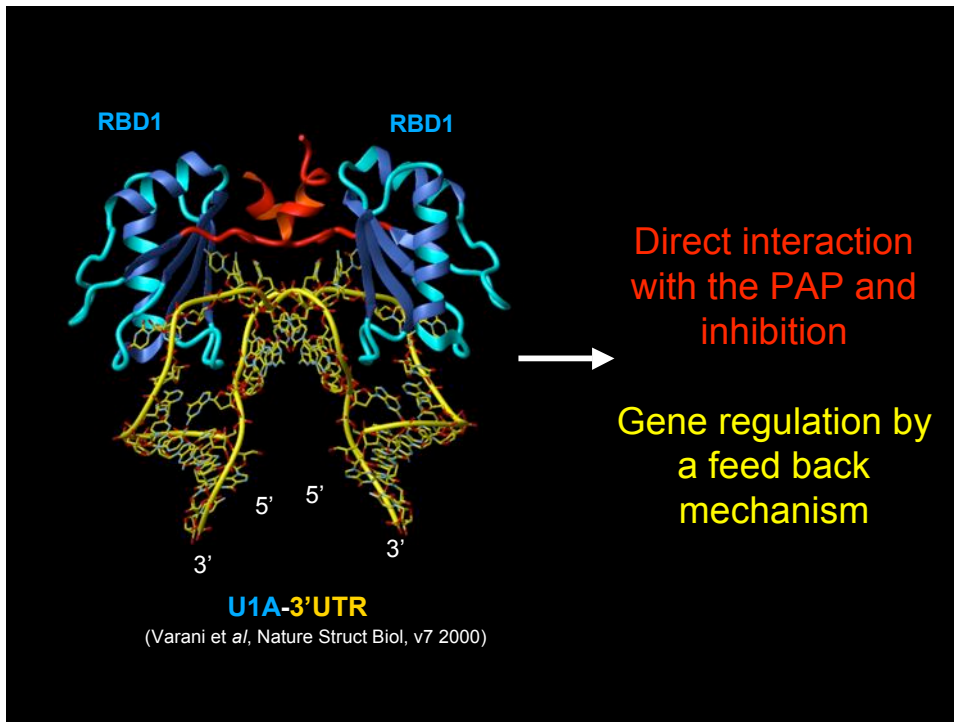 RBD1 RBD1
Direct interaction
with the PAP and
inhibition
Gene regulation by
a feed back
mechanism
5’ 5’
3’ 3’
U1A-3’UTR
(Varani et al, Nature Struct Biol, v7 2000)